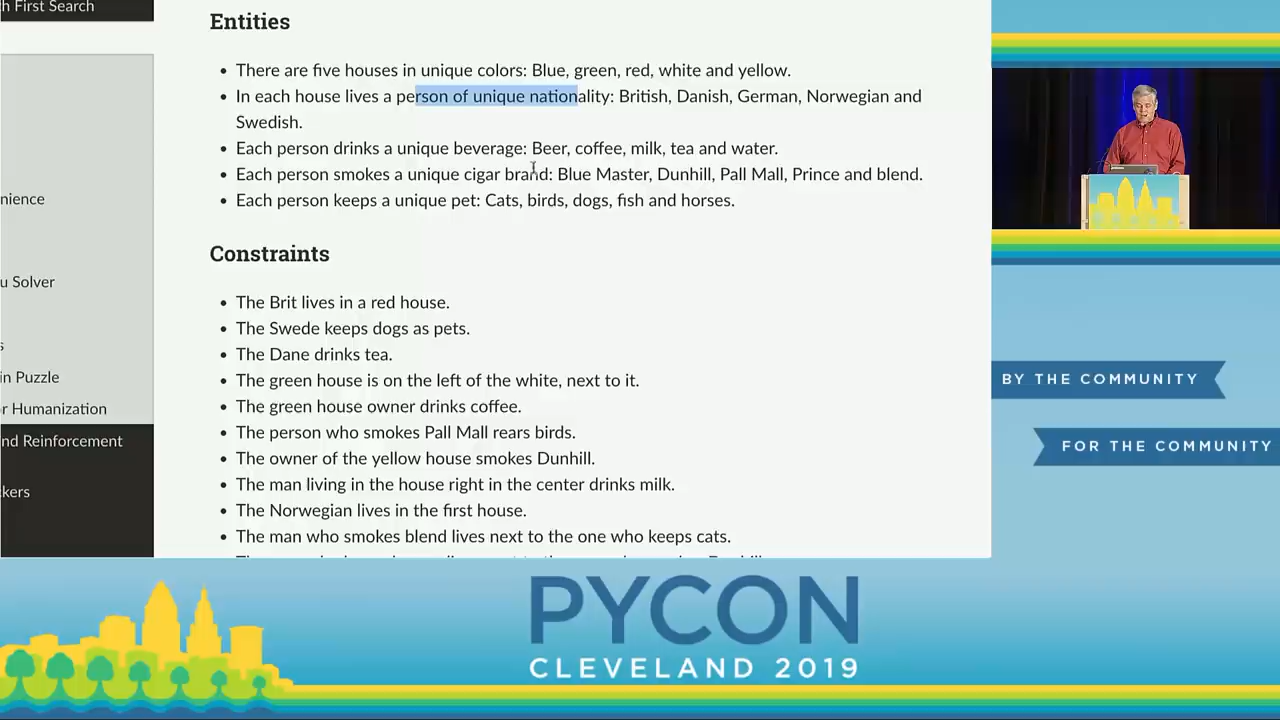 h First Search
nience
u Solver
s
in Puzzle
r Humanization
nd Reinforcement
kers
Entities
There are five houses in unique colors: Blue, green, red, white and yellow.
In each house lives a person of unique nationality: British, Danish, German, Norwegian and
Swedish.
Each person drinks a unique beverage: Beer, coffee, milk, tea and water.
Each person smokes a unique cigar brand: Blue Master, Dunhill, Pall Mall, Prince and blend.
Each person keeps a unique pet: Cats, birds, dogs, fish and horses.
Constraints
The Brit lives in a red house.
The Swede keeps dogs as pets.
The Dane drinks tea.
The green house is on the left of the white, next to it.
The green house owner drinks coffee.
The person who smokes Pall Mall rears birds.
The owner of the yellow house smokes Dunhill.
The man living in the house right in the center drinks milk.
The Norwegian lives in the first house.
The man who smokes blend lives next to the one who keeps cats.
BY THE COMMUNITY
FOR THE COMMUNITY
PYCON
CLEVELAND 2019